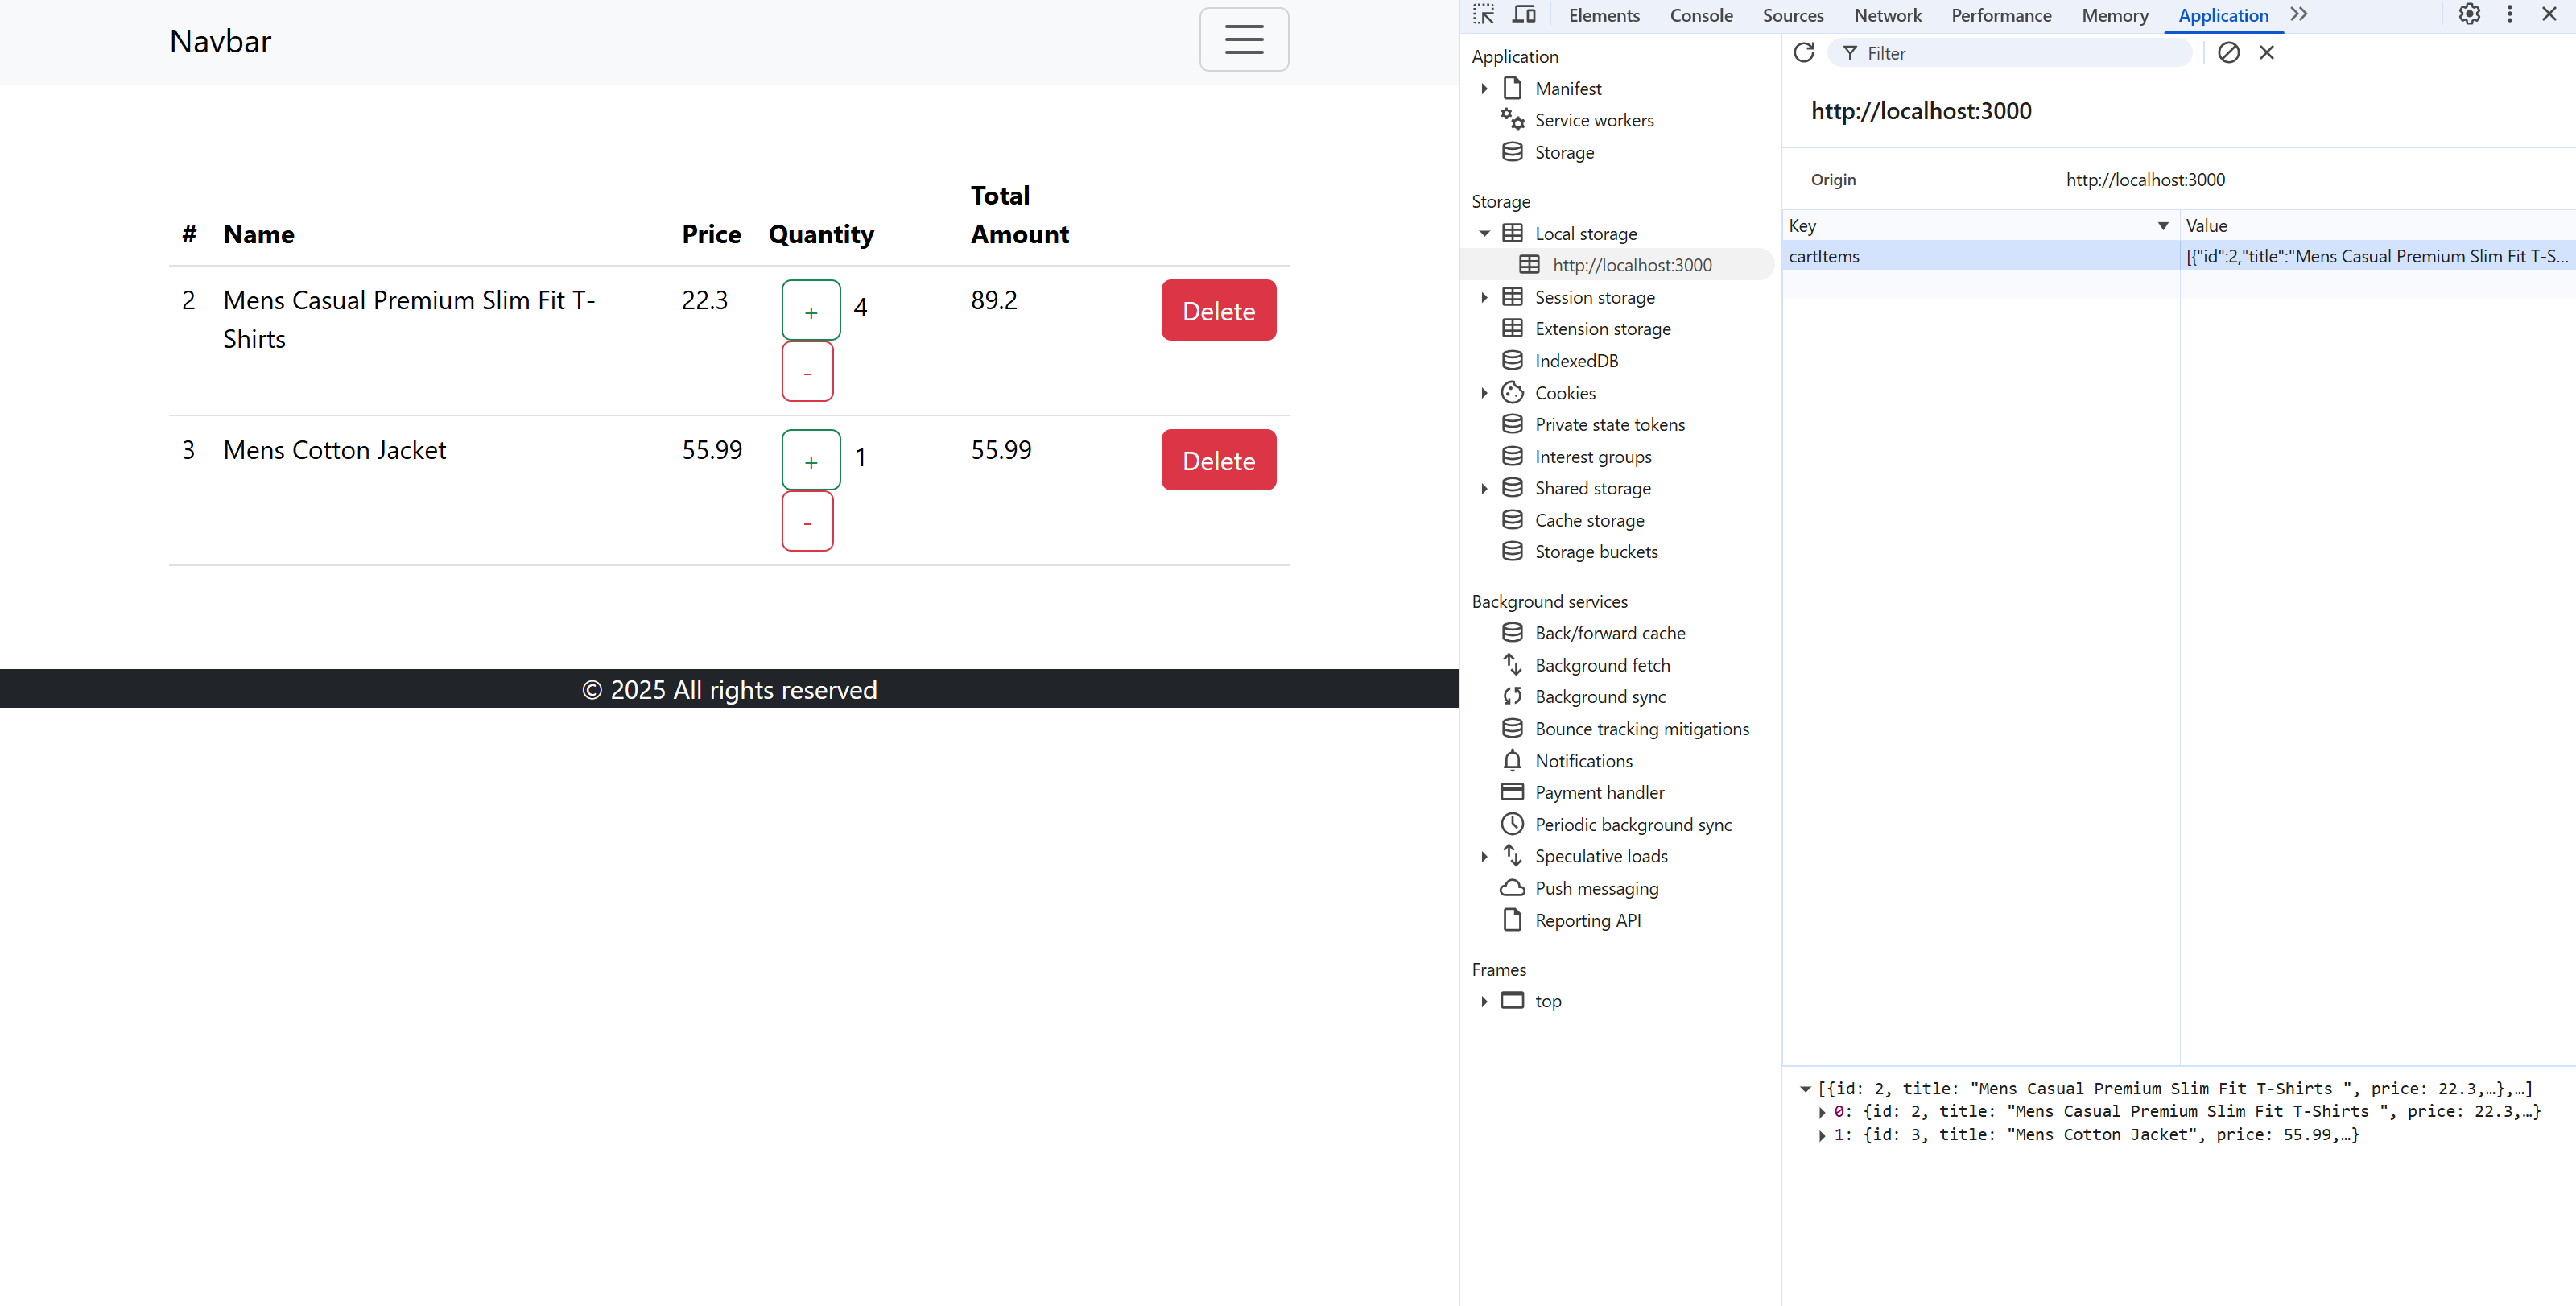 Navbar
# Name Price Quantity Total Amount
2 Mens Casual Premium Slim Fit T-
Shirts
22.3 + 4 89.2 Delete
-
3 Mens Cotton Jacket 55.99 + 1 55.99 Delete
-
© 2025 All rights reserved
Elements Console Sources Network Performance Memory Application
Application
Manifest
Service workers
Storage
Storage
Local storage
http://localhost:3000
Session storage
Extension storage
IndexedDB
Cookies
Private state tokens
Interest groups
Shared storage
Cache storage
Storage buckets
Background services
Back/forward cache
Background fetch
Background sync
Bounce tracking mitigations
Notifications
Payment handler
Periodic background sync
Speculative loads
Push messaging
Reporting API
Frames
top
Filter
http://localhost:3000
Origin http://localhost:3000
Key Value
cartItems [{"id":2,"title":"Mens Casual Premium Slim Fit T-S...
[{id: 2, title: "Mens Casual Premium Slim Fit T-Shirts ", price: 22.3,…},…]
0: {id: 2, title: "Mens Casual Premium Slim Fit T-Shirts ", price: 22.3,…}
1: {id: 3, title: "Mens Cotton Jacket", price: 55.99,…}